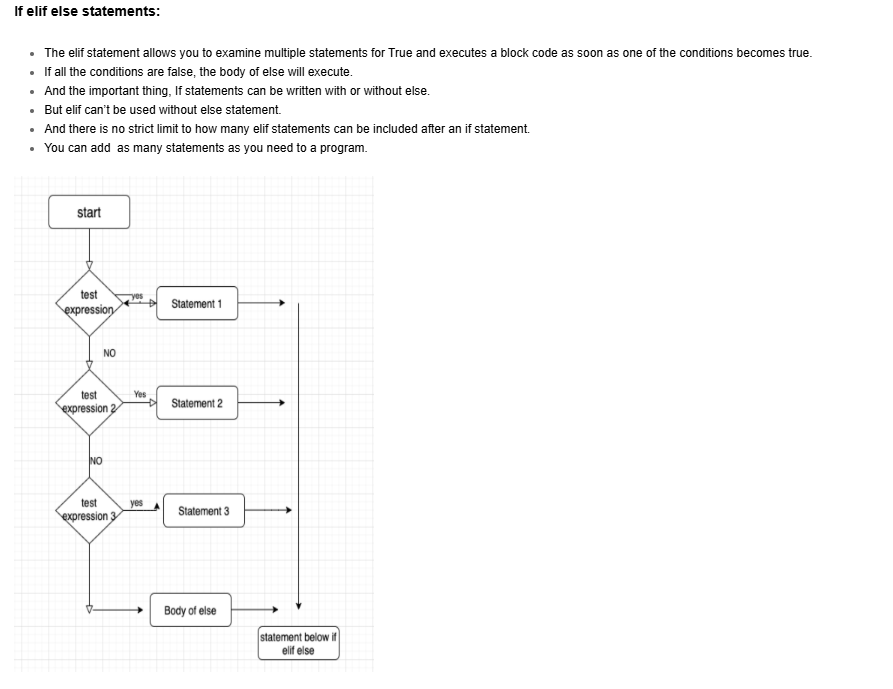 If elif else statements:
The elif statement allows you to examine multiple statements for True and executes a block code as soon as one of the conditions becomes true.
If all the conditions are false, the body of else will execute.
And the important thing, If statements can be written with or without else.
But elif can't be used without else statement.
And there is no strict limit to how many elif statements can be included after an if statement.
You can add  as many statements as you need to a program.
start
test
expression
yes
Statement 1
NO
test
expression 2
Yes
Statement 2
NO
test
expression 3
yes
Statement 3
Body of else
statement below if
elif else